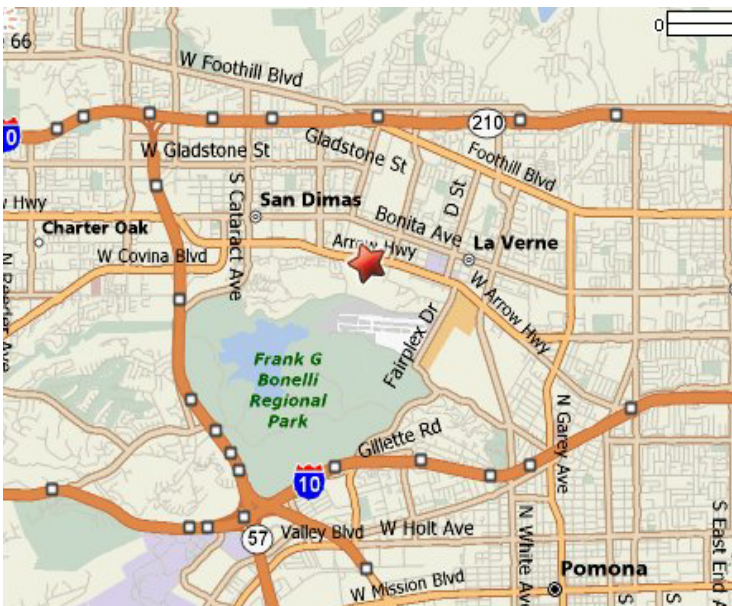 0
66
W Foothill Blvd
210
0
W Gladstone St
Gladstone St
Foothill Blvd
S Cataract Ave
San Dimas
D St
Hwy
Bonita Ave
Charter Oak
La Verne
Arrow Hwy
W Covina Blvd
W Arrow Hwy
Fairplex Dr
Frank G
Bonelli
Regional
Park
N Garey Ave
Gillette Rd
10
57
Valley Blvd
W Holt Ave
N White Ave
S East End A
Pomona
W Mission Blvd
S
S